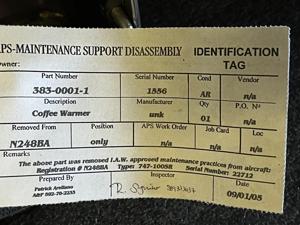 APS-MAINTENANCE SUPPORT DISASSEMBLY
IDENTIFICATION TAG
Owner:
Part Number Serial Number Cond Vendor
383-0001-1 1886 AR n/a
Description Manufacturer Qty P.O. Nº
Coffee Warmer unk 01 n/a
Removed From Position APS Work Order Job Card Loc
N248BA only n/a n/a n/a
Remarks
The above part was removed I.A.W. approved maintenance practices from aircraft:
Registration # N248BA Type: 747-100SR Serial Number: 22712
Prepared By Inspector Date
Patrick Arellano
A&P 502-78-2233
09/01/05